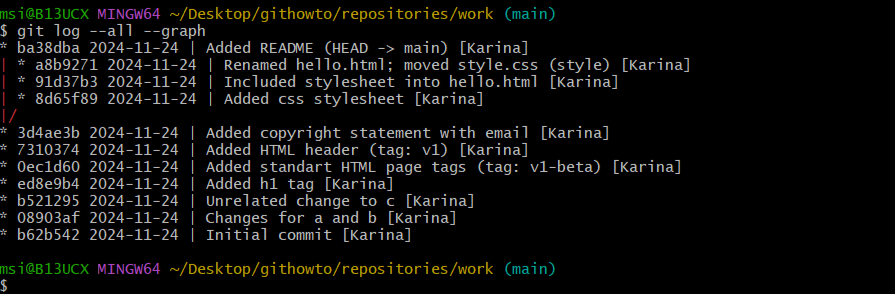 msi@B13UCX MINGW64 ~/Desktop/githowto/repositories/work (main)
$ git log --all --graph
* ba38dba 2024-11-24 | Added README (HEAD -> main) [Karina]
| * a8b9271 2024-11-24 | Renamed hello.html; moved style.css (style) [Karina]
| * 91d37b3 2024-11-24 | Included stylesheet into hello.html [Karina]
| * 8d65f89 2024-11-24 | Added css stylesheet [Karina]
|/
* 3d4ae3b 2024-11-24 | Added copyright statement with email [Karina]
* 7310374 2024-11-24 | Added HTML header (tag: v1) [Karina]
* 0ec1d60 2024-11-24 | Added standart HTML page tags (tag: v1-beta) [Karina]
* ed8e9b4 2024-11-24 | Added h1 tag [Karina]
* b521295 2024-11-24 | Unrelated change to c [Karina]
* 08903af 2024-11-24 | Changes for a and b [Karina]
* b62b542 2024-11-24 | Initial commit [Karina]
msi@B13UCX MINGW64 ~/Desktop/githowto/repositories/work (main)
$